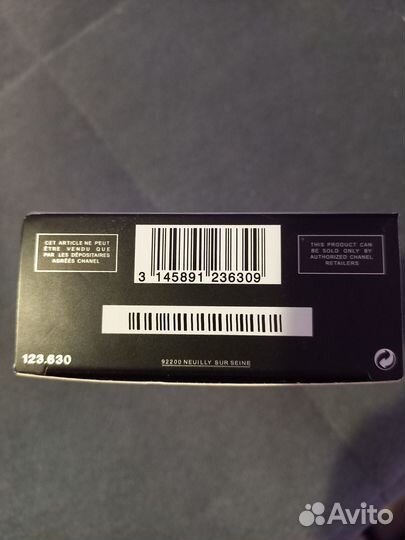 CET ARTICLE NE PEUT
ÊTRE VENDU QUE
PAR LES DÉPOSITAIRES
AGRÉÉS CHANEL
3 145891 236309
THIS PRODUCT CAN
BE SOLD ONLY BY
AUTHORIZED CHANEL
RETAILERS
123.630
92200 NEUILLY SUR SEINE
Avito